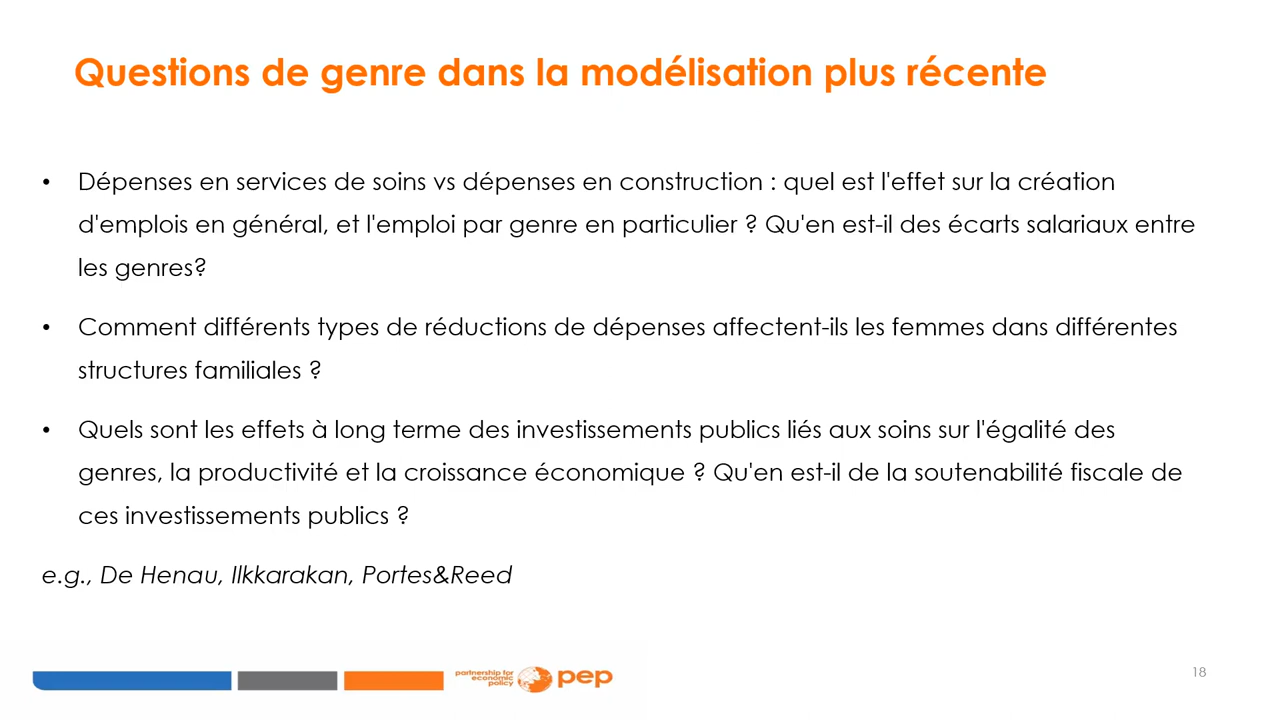 Questions de genre dans la modélisation plus récente
• Dépenses en services de soins vs dépenses en construction : quel est l'effet sur la création
d'emplois en général, et l'emploi par genre en particulier ? Qu'en est-il des écarts salariaux entre
les genres?
• Comment différents types de réductions de dépenses affectent-ils les femmes dans différentes
structures familiales ?
• Quels sont les effets à long terme des investissements publics liés aux soins sur l'égalité des
genres, la productivité et la croissance économique ? Qu'en est-il de la soutenabilité fiscale de
ces investissements publics ?
e.g., De Henau, Ilkkarakan, Portes&Reed
partnership for
economic
policy
pep
18